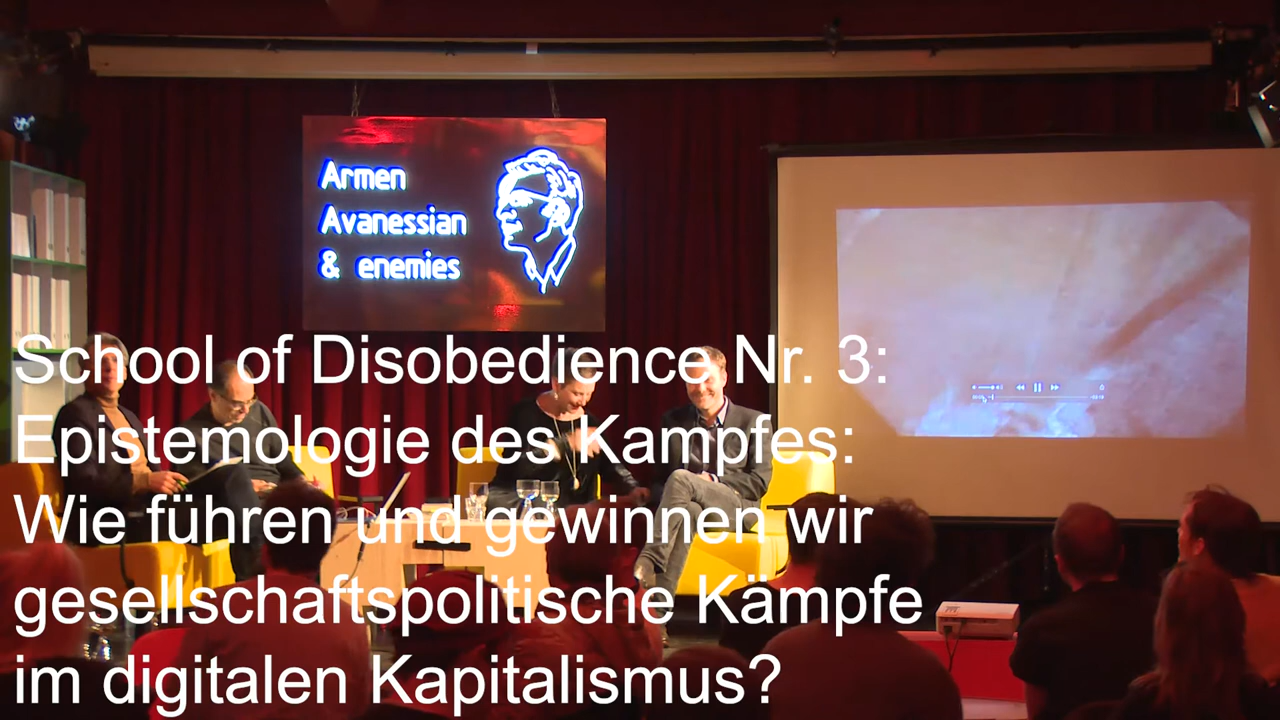 Armen
Avanessian
& enemies
School of Disobedience Nr. 3:
Epistemologie des Kampfes:
Wie führen und gewinnen wir
gesellschaftspolitische Kämpfe
im digitalen Kapitalismus?